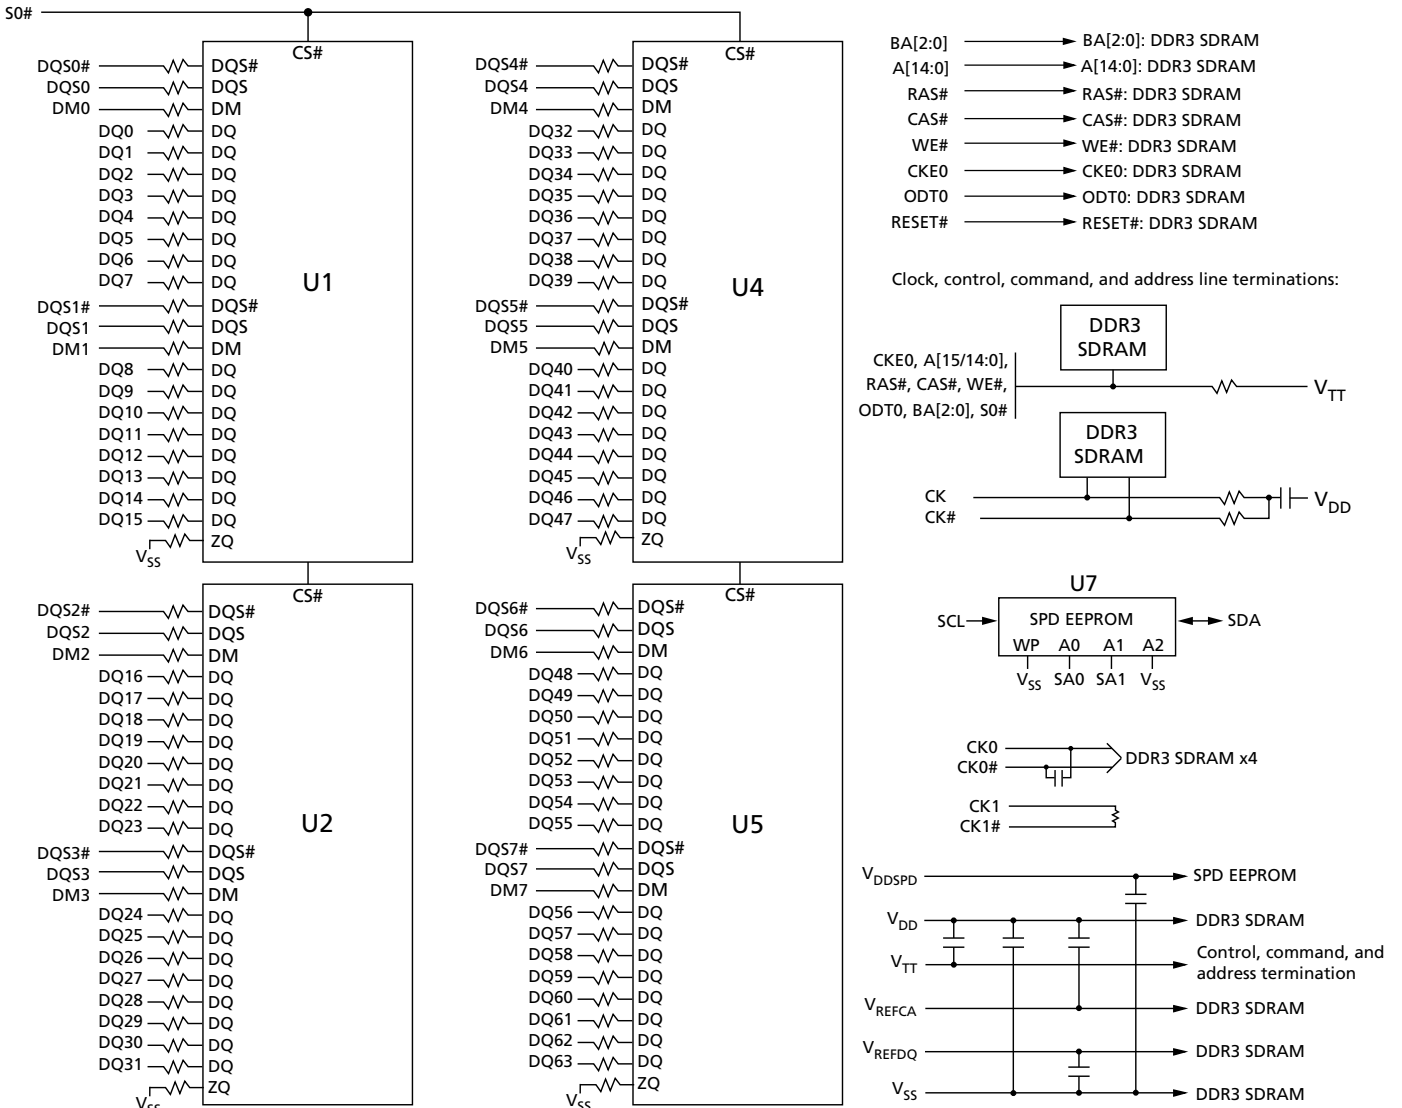 S0#
CS#
DQS0# DQS#
DQS0 DQS
DM0 DM
DQ0 DQ
DQ1 DQ
DQ2 DQ
DQ3 DQ
DQ4 DQ
DQ5 DQ
DQ6 DQ
DQ7 DQ
U1
DQS1# DQS#
DQS1 DQS
DM1 DM
DQ8 DQ
DQ9 DQ
DQ10 DQ
DQ11 DQ
DQ12 DQ
DQ13 DQ
DQ14 DQ
DQ15 DQ
VSS ZQ
CS#
DQS2# DQS#
DQS2 DQS
DM2 DM
DQ16 DQ
DQ17 DQ
DQ18 DQ
DQ19 DQ
DQ20 DQ
DQ21 DQ
DQ22 DQ
DQ23 DQ
U2
DQS3# DQS#
DQS3 DQS
DM3 DM
DQ24 DQ
DQ25 DQ
DQ26 DQ
DQ27 DQ
DQ28 DQ
DQ29 DQ
DQ30 DQ
DQ31 DQ
VSS ZQ
CS#
DQS4# DQS#
DQS4 DQS
DM4 DM
DQ32 DQ
DQ33 DQ
DQ34 DQ
DQ35 DQ
DQ36 DQ
DQ37 DQ
DQ38 DQ
DQ39 DQ
U4
DQS5# DQS#
DQS5 DQS
DM5 DM
DQ40 DQ
DQ41 DQ
DQ42 DQ
DQ43 DQ
DQ44 DQ
DQ45 DQ
DQ46 DQ
DQ47 DQ
VSS ZQ
CS#
DQS6# DQS#
DQS6 DQS
DM6 DM
DQ48 DQ
DQ49 DQ
DQ50 DQ
DQ51 DQ
DQ52 DQ
DQ53 DQ
DQ54 DQ
DQ55 DQ
U5
DQS7# DQS#
DQS7 DQS
DM7 DM
DQ56 DQ
DQ57 DQ
DQ58 DQ
DQ59 DQ
DQ60 DQ
DQ61 DQ
DQ62 DQ
DQ63 DQ
VSS ZQ
BA[2:0] BA[2:0]: DDR3 SDRAM
A[14:0] A[14:0]: DDR3 SDRAM
RAS# RAS#: DDR3 SDRAM
CAS# CAS#: DDR3 SDRAM
WE# WE#: DDR3 SDRAM
CKE0 CKE0: DDR3 SDRAM
ODT0 ODT0: DDR3 SDRAM
RESET# RESET#: DDR3 SDRAM
Clock, control, command, and address line terminations:
DDR3
SDRAM
CKE0, A[15/14:0],
RAS#, CAS#, WE#,
ODT0, BA[2:0], S0#
VTT
DDR3
SDRAM
CK
CK#
VDD
U7
SCL SPD EEPROM SDA
WP A0 A1 A2
VSS SA0 SA1 VSS
CK0
CK0#
DDR3 SDRAM x4
CK1
CK1#
VDDSPD SPD EEPROM
VDD DDR3 SDRAM
VTT Control, command, and
address termination
VREFCA DDR3 SDRAM
VREFDQ DDR3 SDRAM
VSS DDR3 SDRAM